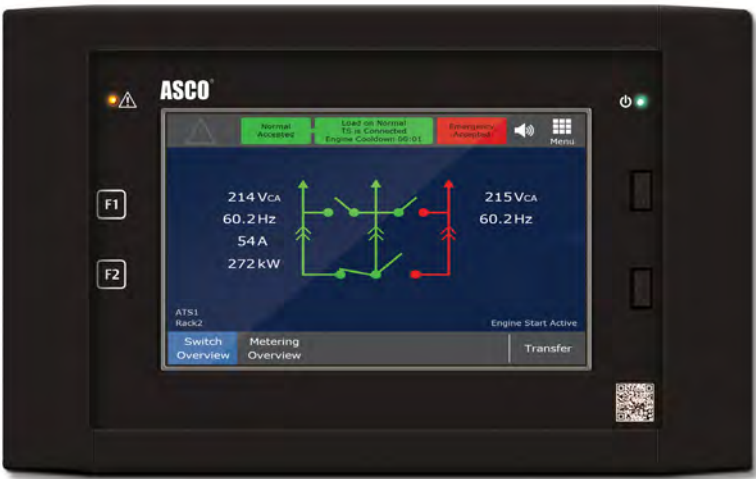 ASCO®
Normal
Accepted
Load on Normal
TS is Connected
Engine Cooldown 00:01
Emergency
Accepted
Menu
214 VCA
60.2 Hz
54 A
272 kW
215 VCA
60.2 Hz
F1
F2
ATS1
Rack2
Engine Start Active
Switch
Overview
Metering
Overview
Transfer